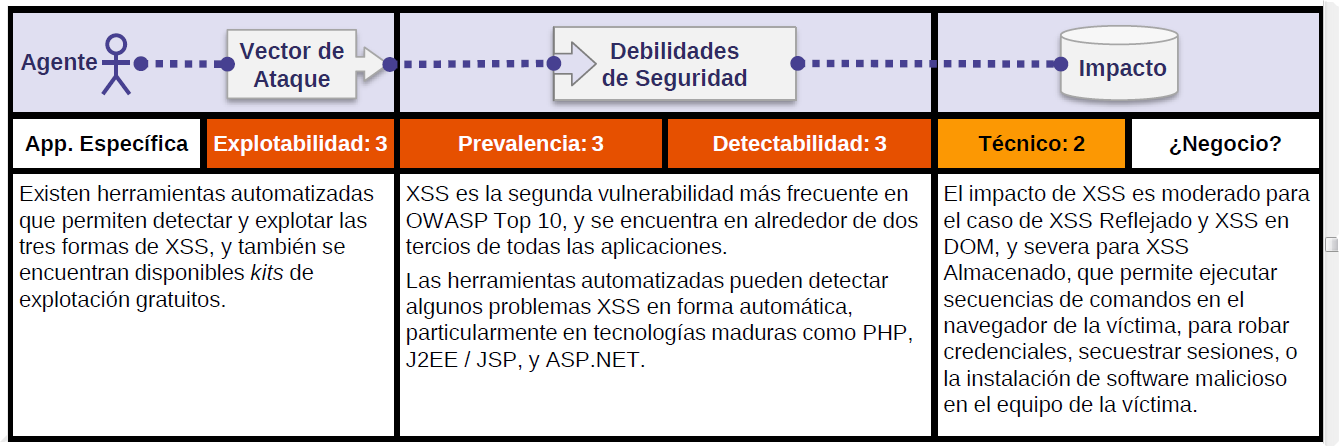 Agente
Vector de
Ataque
Debilidades
de Seguridad
Impacto
App. Específica
Explotabilidad: 3
Prevalencia: 3
Detectabilidad: 3
Técnico: 2
¿Negocio?
Existen herramientas automatizadas
que permiten detectar y explotar las
tres formas de XSS, y también se
encuentran disponibles kits de
explotación gratuitos.
XSS es la segunda vulnerabilidad más frecuente en
OWASP Top 10, y se encuentra en alrededor de dos
tercios de todas las aplicaciones.
Las herramientas automatizadas pueden detectar
algunos problemas XSS en forma automática,
particularmente en tecnologías maduras como PHP,
J2EE / JSP, y ASP.NET.
El impacto de XSS es moderado para
el caso de XSS Reflejado y XSS en
DOM, y severa para XSS
Almacenado, que permite ejecutar
secuencias de comandos en el
navegador de la víctima, para robar
credenciales, secuestrar sesiones, o
la instalación de software malicioso
en el equipo de la víctima.